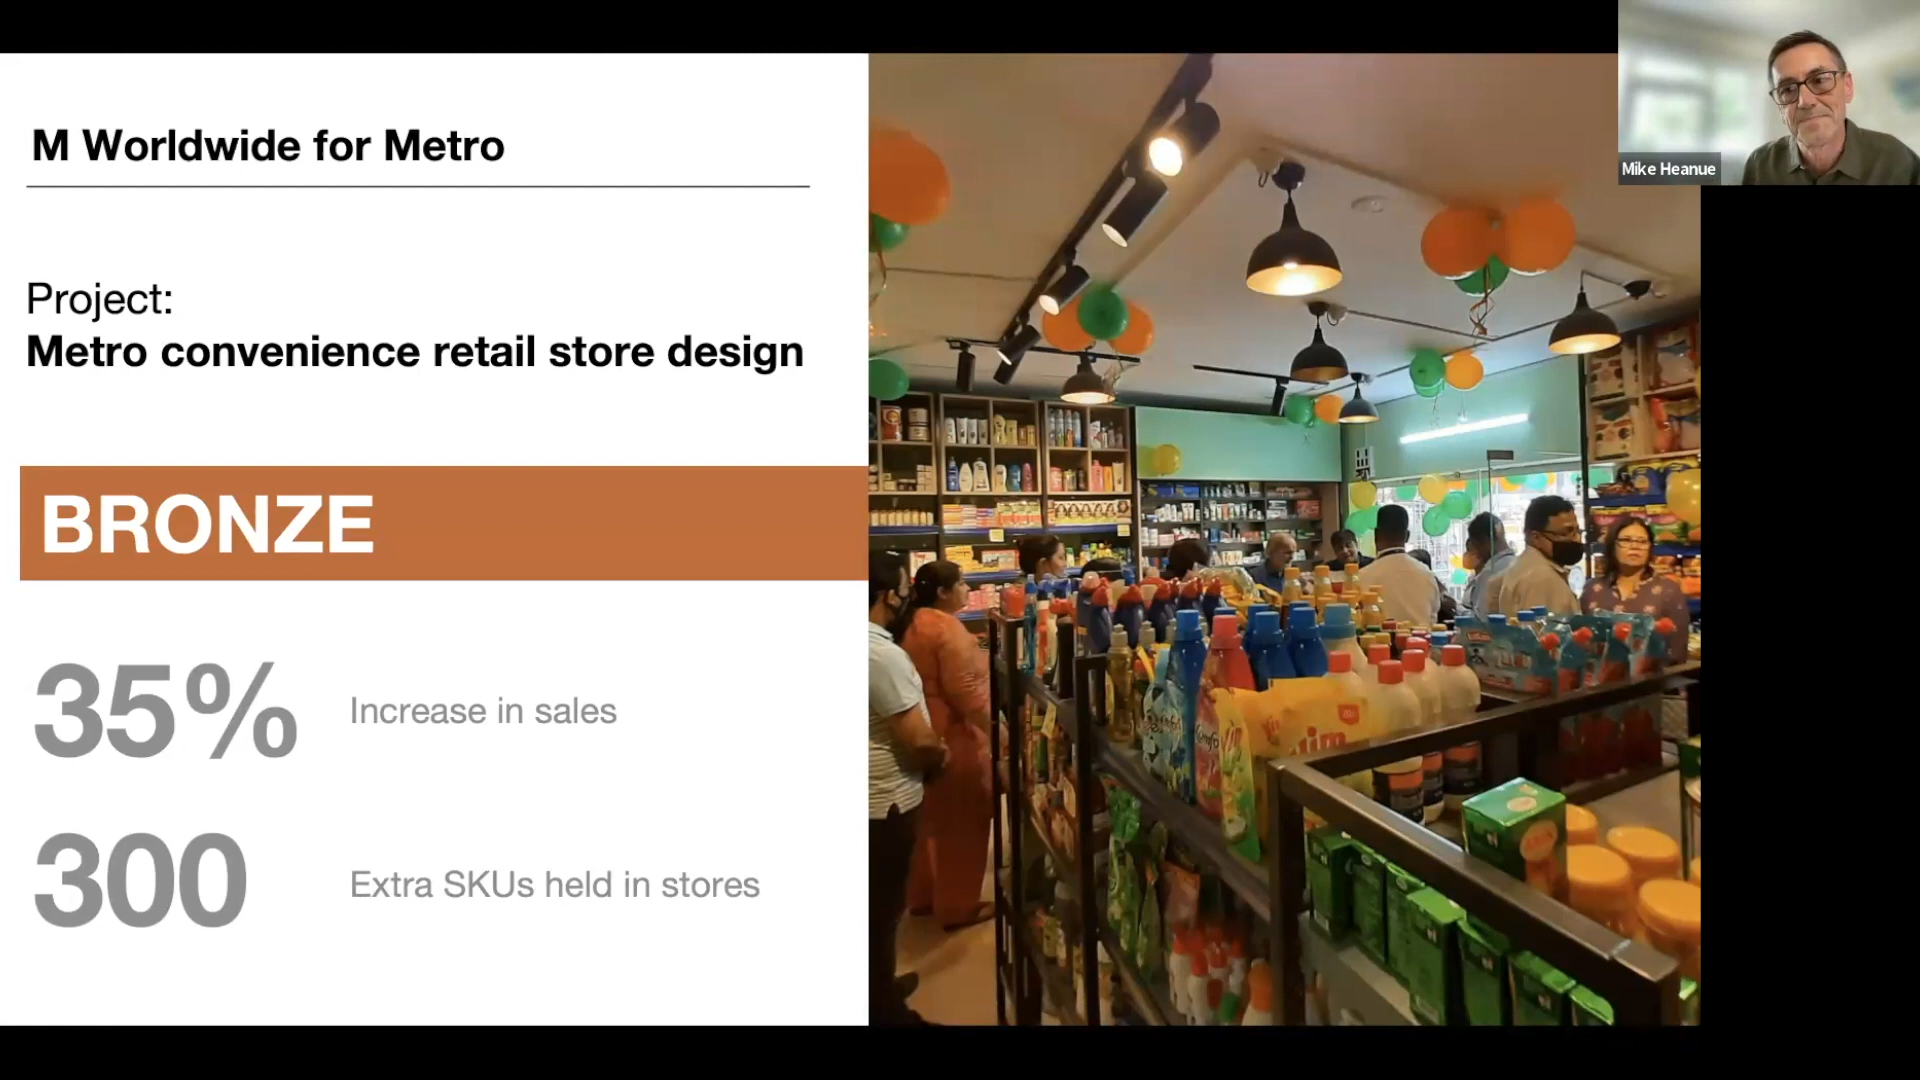 M Worldwide for Metro
Project:
Metro convenience retail store design
BRONZE
35% Increase in sales
300 Extra SKUs held in stores
Mike Heanue